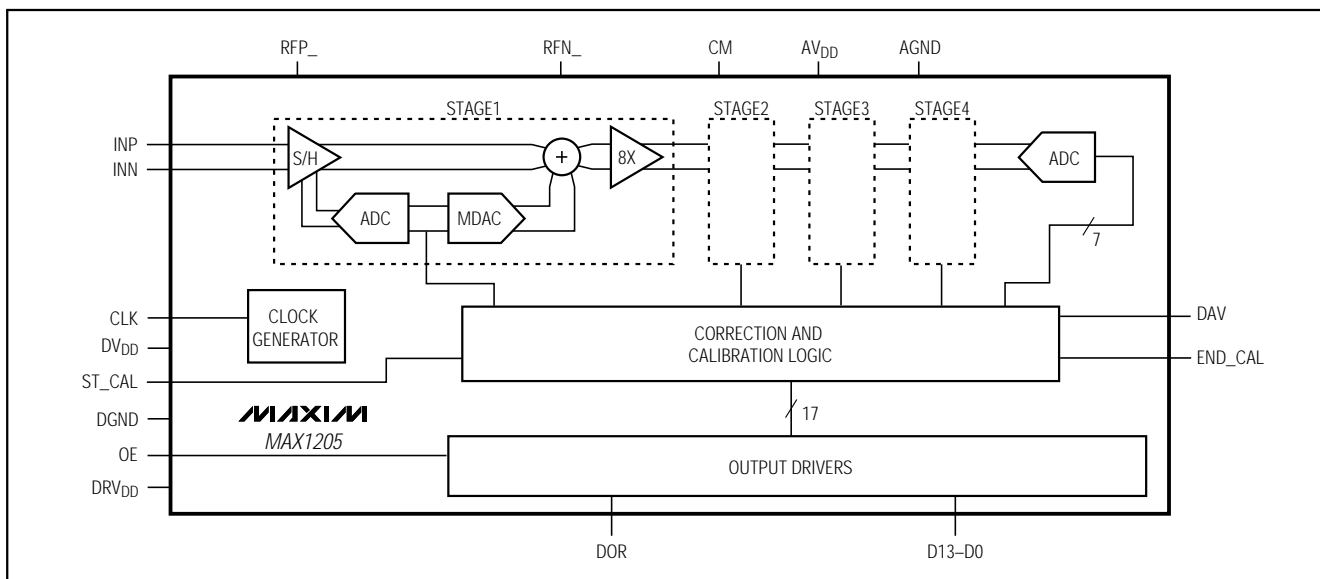 RFP_ RFN_ CM AVDD AGND
STAGE1 STAGE2 STAGE3 STAGE4
INP
INN
S/H
+
8X
ADC
ADC
MDAC
7
CLK
CLOCK
GENERATOR
DVDD
ST_CAL
CORRECTION AND
CALIBRATION LOGIC
DAV
END_CAL
DGND
MAXIM
MAX1205
17
OE
OUTPUT DRIVERS
DRVDD
DOR D13–D0